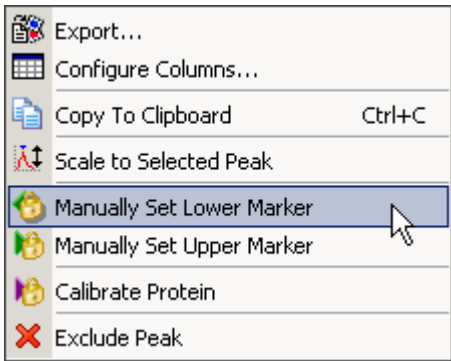 Export...
Configure Columns...
Copy To Clipboard Ctrl+C
Scale to Selected Peak
Manually Set Lower Marker
Manually Set Upper Marker
Calibrate Protein
Exclude Peak